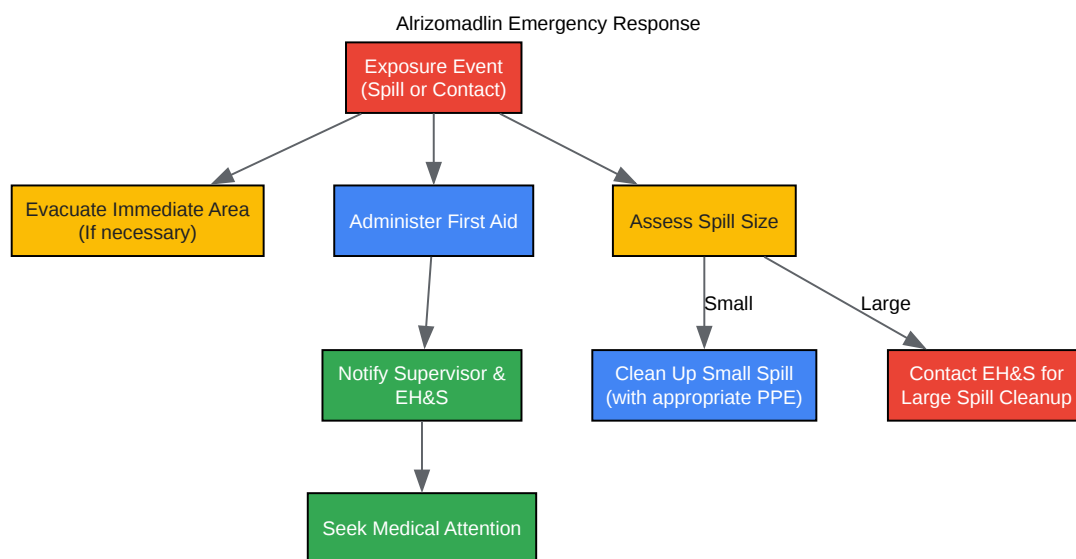 Alrizomadlin Emergency Response
Exposure Event
(Spill or Contact)
Evacuate Immediate Area
(If necessary)
Administer First Aid
Assess Spill Size
Small
Large
Notify Supervisor &
EH&S
Clean Up Small Spill
(with appropriate PPE)
Contact EH&S for
Large Spill Cleanup
Seek Medical Attention